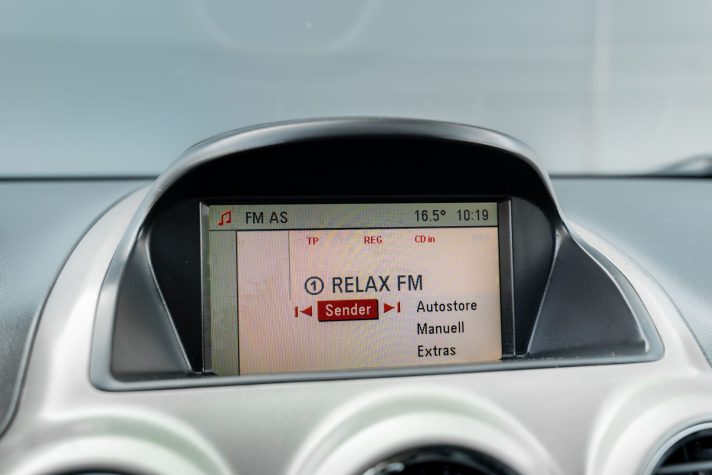 FM AS 16.5° 10:19
TP REG CD in
① RELAX FM
Sender
Autostore
Manuell
Extras